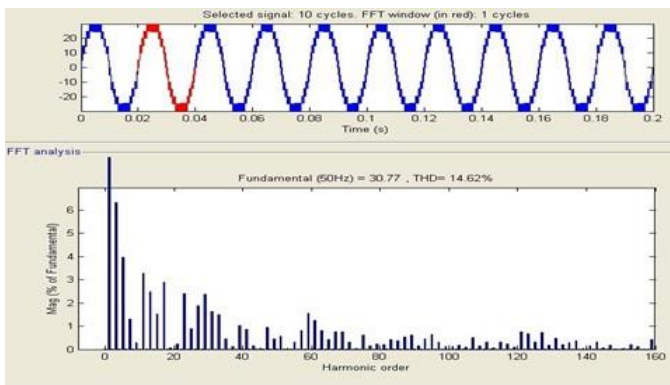 Selected signal: 10 cycles. FFT window (in red): 1 cycles
20
10
0
-10
-20
0 0.02 0.04 0.06 0.08 0.1 0.12 0.14 0.16 0.18 0.2
Time (s)
FFT analysis
Fundamental (50Hz) = 30.77 , THD= 14.62%
Mag (% of Fundamental)
6
5
4
3
2
1
0
0 20 40 60 80 100 120 140 160
Harmonic order